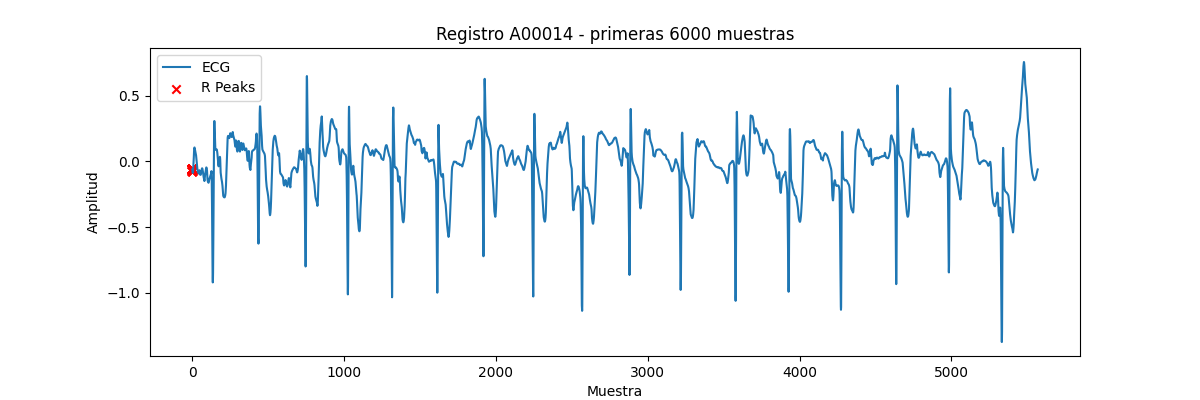 Registro A00014 - primeras 6000 muestras
ECG
R Peaks
Amplitud
0.5
0.0
−0.5
−1.0
0 1000 2000 3000 4000 5000
Muestra